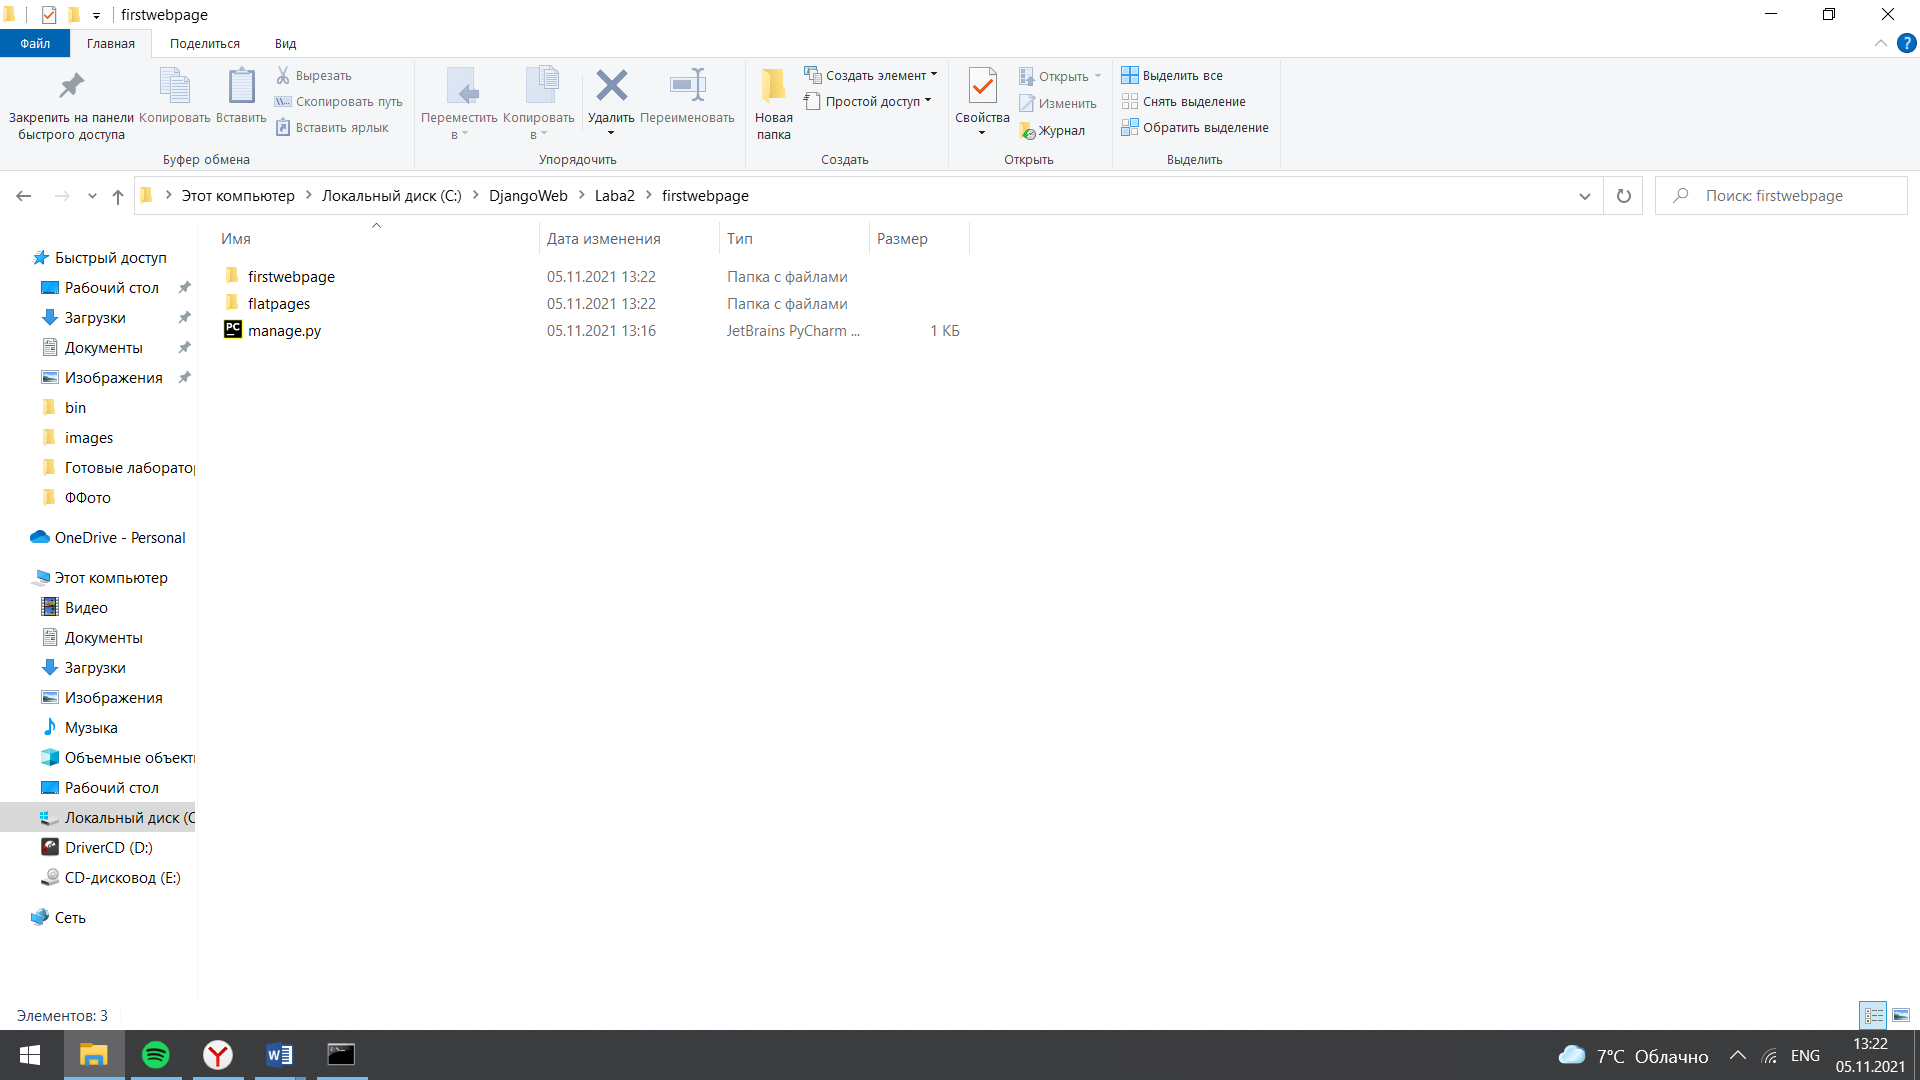 firstwebpage
Файл Главная Поделиться Вид
Закрепить на панели быстрого доступа
Копировать
Вставить
Вырезать
Скопировать путь
Вставить ярлык
Буфер обмена
Переместить в
Копировать в
Удалить
Переименовать
Упорядочить
Новая папка
Создать элемент
Простой доступ
Создать
Свойства
Открыть
Изменить
Журнал
Открыть
Выделить все
Снять выделение
Обратить выделение
Выделить
Этот компьютер > Локальный диск (C:) > DjangoWeb > Laba2 > firstwebpage
Поиск: firstwebpage
Имя Дата изменения Тип Размер
firstwebpage 05.11.2021 13:22 Папка с файлами
flatpages 05.11.2021 13:22 Папка с файлами
PC manage.py 05.11.2021 13:16 JetBrains PyCharm ... 1 КБ
Быстрый доступ
Рабочий стол
Загрузки
Документы
Изображения
bin
images
Готовые лаборатор
ФФото
OneDrive - Personal
Этот компьютер
Видео
Документы
Загрузки
Изображения
Музыка
Объемные объект
Рабочий стол
Локальный диск (C
DriverCD (D:)
CD-дисковод (E:)
Сеть
Элементов: 3
7°C Облачно ENG 13:22
05.11.2021